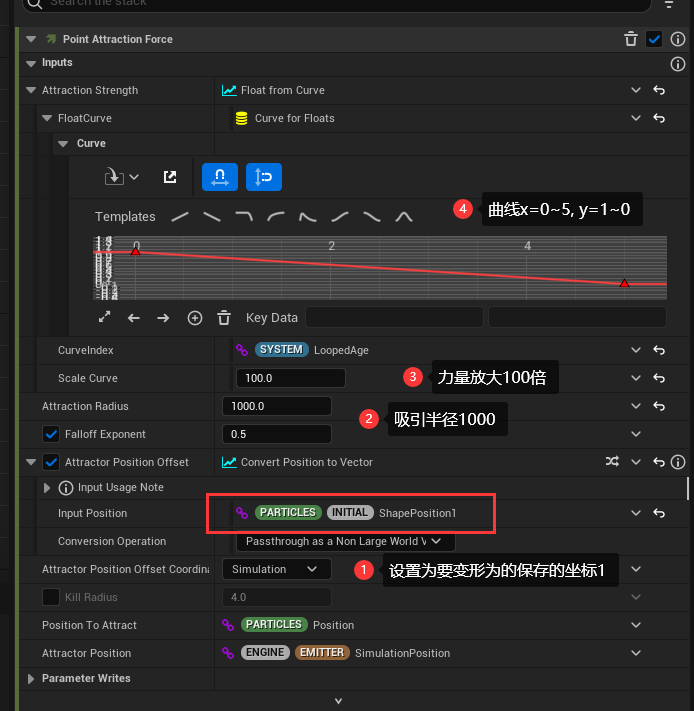 Search the stack
Point Attraction Force
Inputs
Attraction Strength Float from Curve
FloatCurve Curve for Floats
Curve
Templates
4 曲线x=0~5, y=1~0
0 2 4
Key Data
CurveIndex SYSTEM LoopedAge
Scale Curve 100.0
3 力量放大100倍
Attraction Radius 1000.0
2 吸引半径1000
Falloff Exponent 0.5
Attractor Position Offset Convert Position to Vector
Input Usage Note
Input Position PARTICLES INITIAL ShapePosition1
Conversion Operation Passthrough as a Non Large World V
Attractor Position Offset Coordina Simulation
1 设置为要变形为的保存的坐标1
Kill Radius 4.0
Position To Attract PARTICLES Position
Attractor Position ENGINE EMITTER SimulationPosition
Parameter Writes